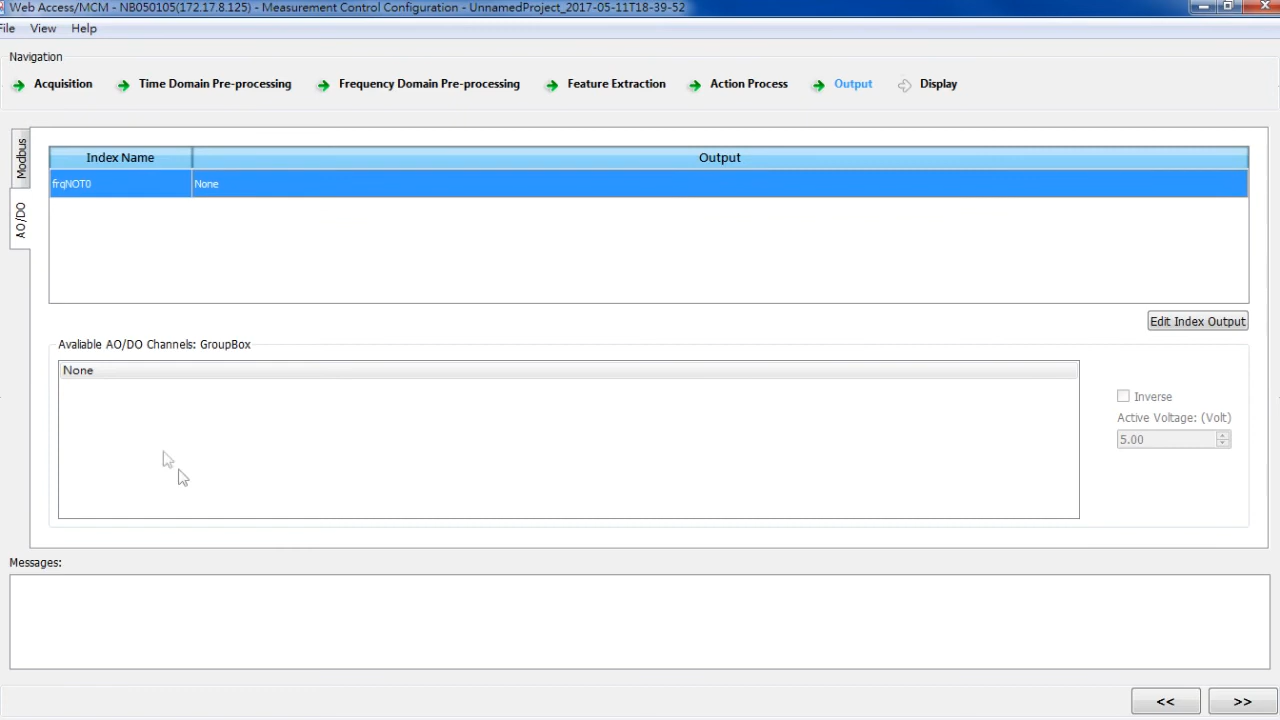 Web Access/MCM - NB050105(172.17.8.125) - Measurement Control Configuration - UnnamedProject_2017-05-11T18-39-52
File View Help
Navigation
Acquisition Time Domain Pre-processing Frequency Domain Pre-processing Feature Extraction Action Process Output Display
Modbus
AO/DO
Index Name Output
frqNOT0 None
Edit Index Output
Avaliable AO/DO Channels: GroupBox
None
Inverse
Active Voltage: (Volt)
5.00
Messages:
<< >>